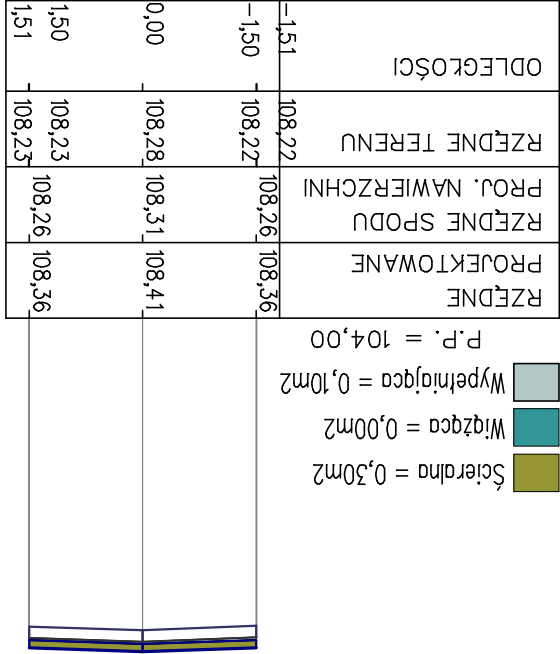 Ścieralna = 0,30m2
Wiążąca = 0,00m2
Wypełniająca = 0,10m2
P.P. = 104,00
RZĘDNE
PROJEKTOWANE
108,36
108,41
108,36
RZĘDNE SPODU
PROJ. NAWIERZCHNI
108,26
108,31
108,26
RZĘDNE TERENU
108,22
108,22
108,28
108,23
108,23
ODLEGŁOŚCI
-1,51
-1,50
0,00
1,50
1,51